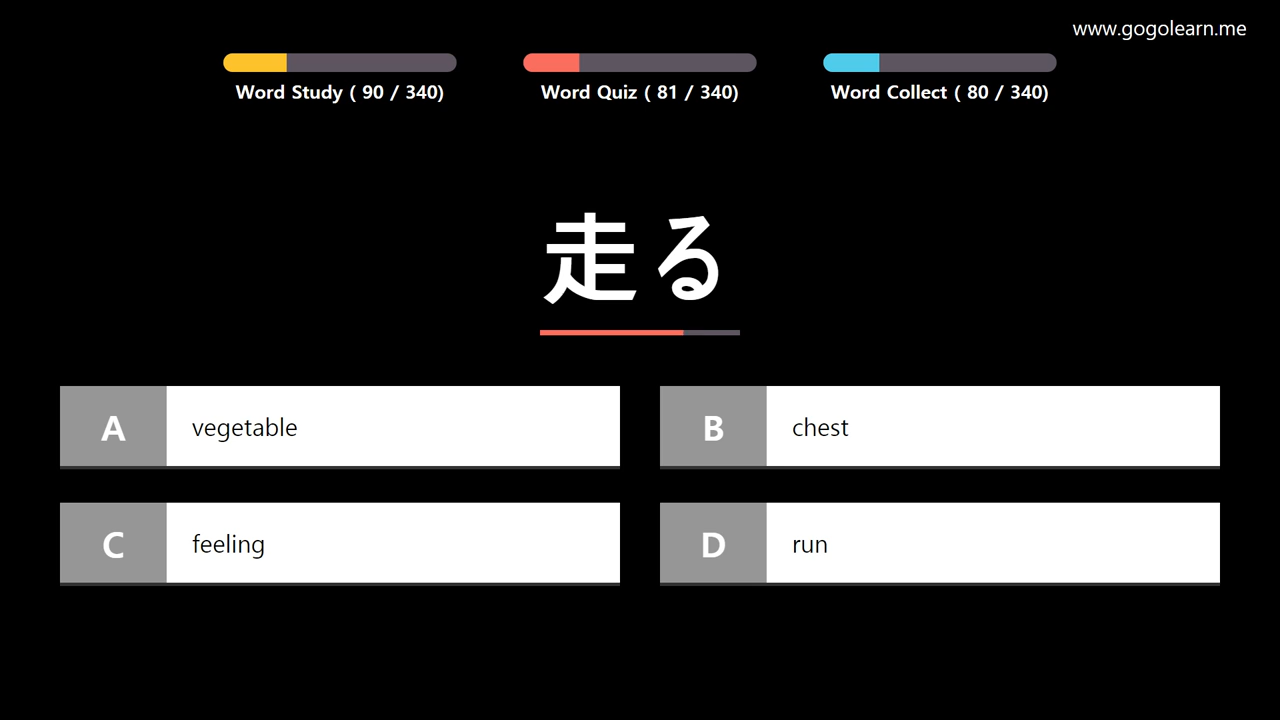 www.gogolearn.me
Word Study ( 90 / 340)
Word Quiz ( 81 / 340)
Word Collect ( 80 / 340)
走る
A vegetable
B chest
C feeling
D run